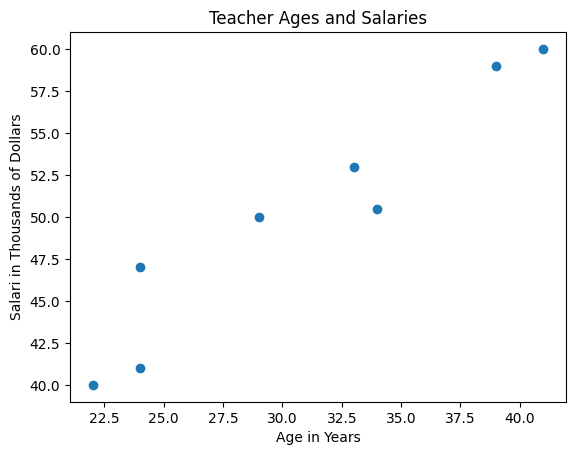 Teacher Ages and Salaries
Salari in Thousands of Dollars
60.0
57.5
55.0
52.5
50.0
47.5
45.0
42.5
40.0
22.5 25.0 27.5 30.0 32.5 35.0 37.5 40.0
Age in Years